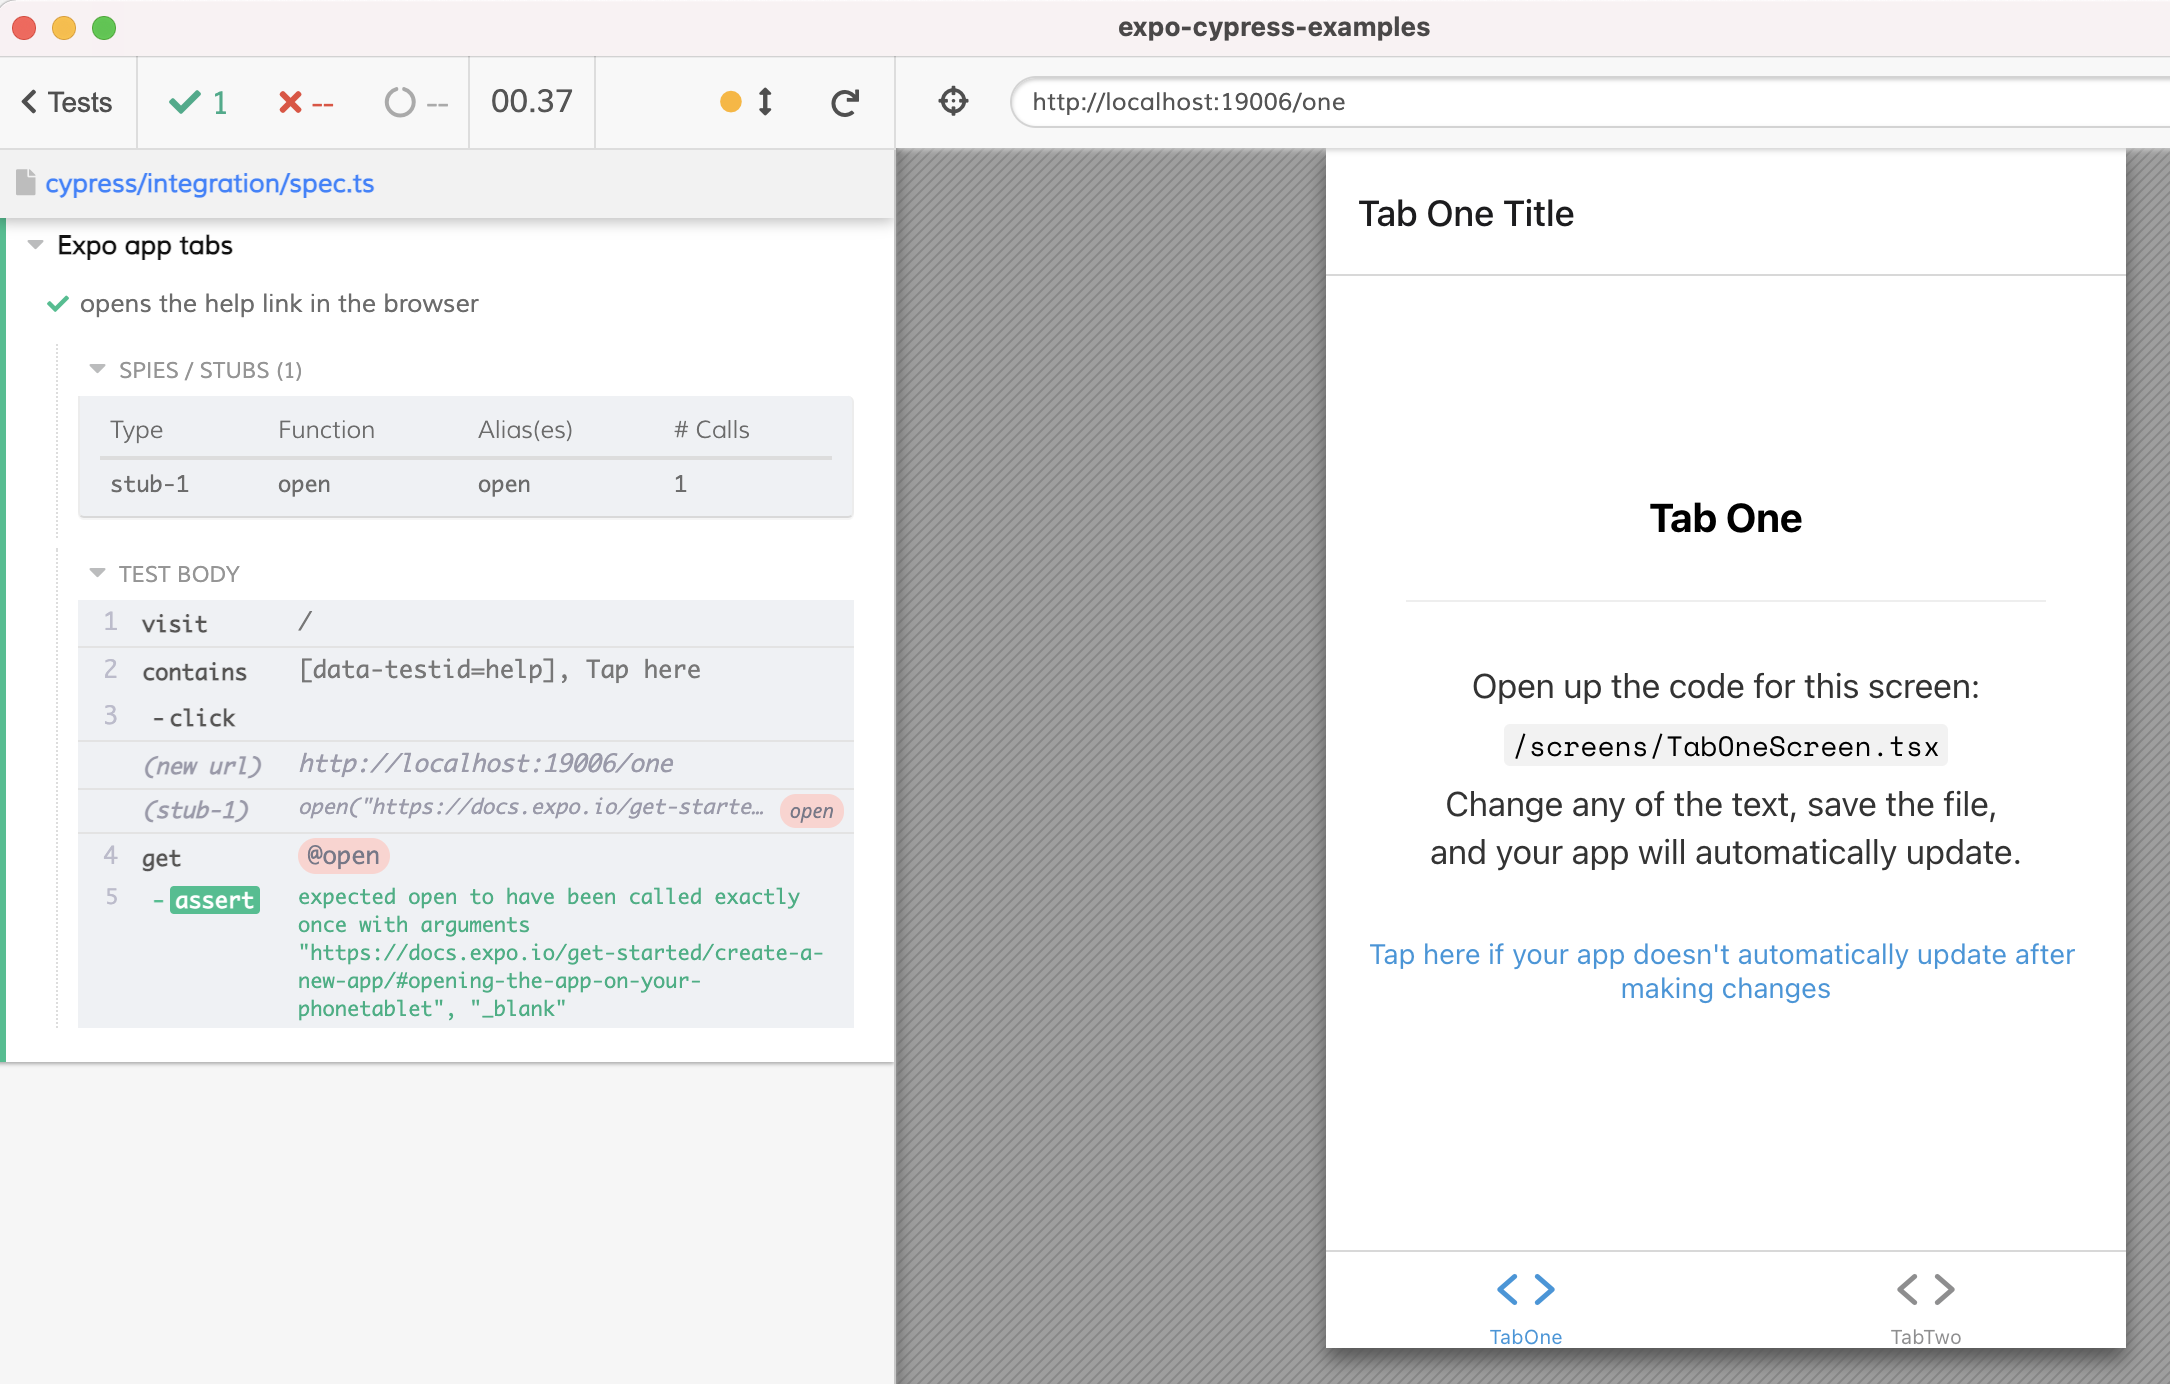 expo-cypress-examples
Tests
1
--
--
00.37
http://localhost:19006/one
cypress/integration/spec.ts
Expo app tabs
opens the help link in the browser
SPIES / STUBS (1)
Type Function Alias(es) # Calls
stub-1 open open 1
TEST BODY
1 visit /
2 contains [data-testid=help], Tap here
3 -click
(new url) http://localhost:19006/one
(stub-1) open("https://docs.expo.io/get-starte… open
4 get @open
5 -assert expected open to have been called exactly
once with arguments
"https://docs.expo.io/get-started/create-a-
new-app/#opening-the-app-on-your-
phonetablet", "_blank"
Tab One Title
Tab One
Open up the code for this screen:
/screens/TabOneScreen.tsx
Change any of the text, save the file,
and your app will automatically update.
Tap here if your app doesn't automatically update after
making changes
TabOne
TabTwo